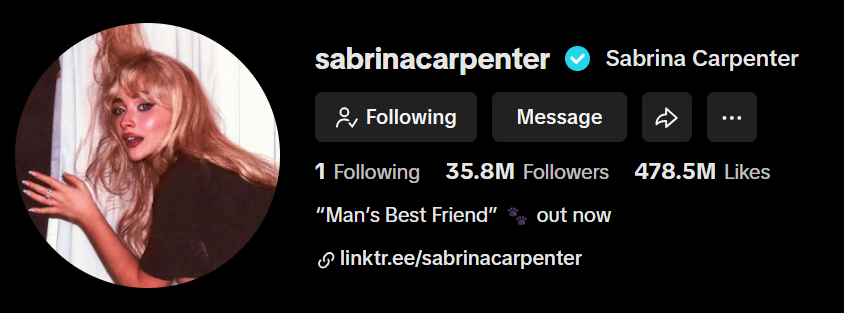 sabrinacarpenter Sabrina Carpenter
Following Message
1 Following 35.8M Followers 478.5M Likes
“Man’s Best Friend” 🐾 out now
linktr.ee/sabrinacarpenter